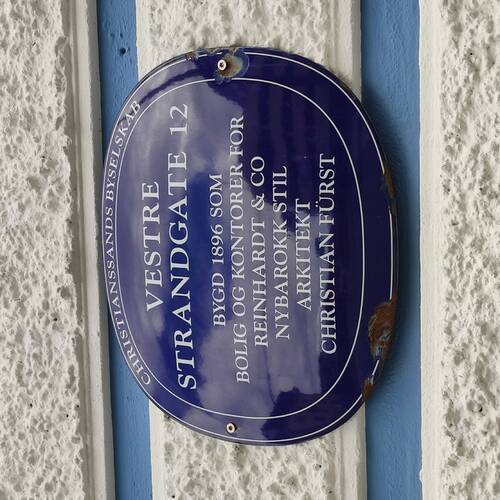 CHRISTIANSSANDS BYSELSKAB
VESTRE
STRANDGATE 12
BYGD 1896 SOM
BOLIG OG KONTORER FOR
REINHARDT & CO
NYBAROKK STIL
ARKITEKT
CHRISTIAN FÜRST